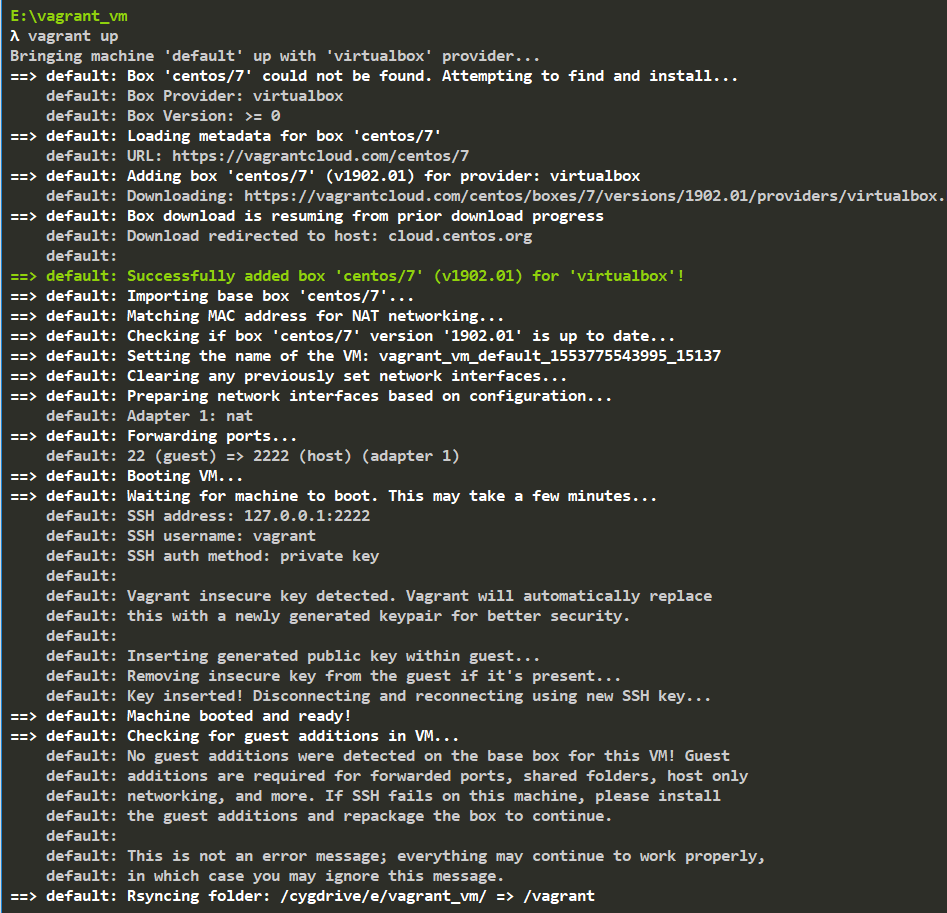 E:\vagrant_vm
λ vagrant up
Bringing machine 'default' up with 'virtualbox' provider...
==> default: Box 'centos/7' could not be found. Attempting to find and install...
    default: Box Provider: virtualbox
    default: Box Version: >= 0
==> default: Loading metadata for box 'centos/7'
    default: URL: https://vagrantcloud.com/centos/7
==> default: Adding box 'centos/7' (v1902.01) for provider: virtualbox
    default: Downloading: https://vagrantcloud.com/centos/boxes/7/versions/1902.01/providers/virtualbox.
==> default: Box download is resuming from prior download progress
    default: Download redirected to host: cloud.centos.org
    default:
==> default: Successfully added box 'centos/7' (v1902.01) for 'virtualbox'!
==> default: Importing base box 'centos/7'...
==> default: Matching MAC address for NAT networking...
==> default: Checking if box 'centos/7' version '1902.01' is up to date...
==> default: Setting the name of the VM: vagrant_vm_default_1553775543995_15137
==> default: Clearing any previously set network interfaces...
==> default: Preparing network interfaces based on configuration...
    default: Adapter 1: nat
==> default: Forwarding ports...
    default: 22 (guest) => 2222 (host) (adapter 1)
==> default: Booting VM...
==> default: Waiting for machine to boot. This may take a few minutes...
    default: SSH address: 127.0.0.1:2222
    default: SSH username: vagrant
    default: SSH auth method: private key
    default:
    default: Vagrant insecure key detected. Vagrant will automatically replace
    default: this with a newly generated keypair for better security.
    default:
    default: Inserting generated public key within guest...
    default: Removing insecure key from the guest if it's present...
    default: Key inserted! Disconnecting and reconnecting using new SSH key...
==> default: Machine booted and ready!
==> default: Checking for guest additions in VM...
    default: No guest additions were detected on the base box for this VM! Guest
    default: additions are required for forwarded ports, shared folders, host only
    default: networking, and more. If SSH fails on this machine, please install
    default: the guest additions and repackage the box to continue.
    default:
    default: This is not an error message; everything may continue to work properly,
    default: in which case you may ignore this message.
==> default: Rsyncing folder: /cygdrive/e/vagrant_vm/ => /vagrant